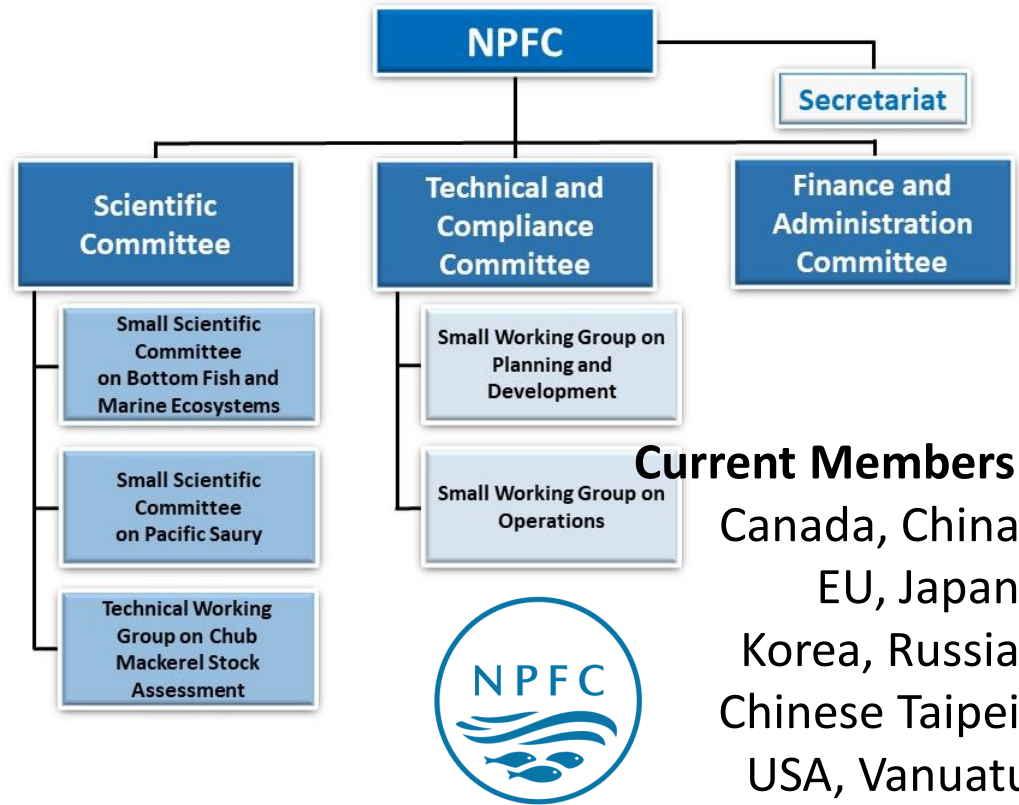 NPFC
Secretariat
Scientific
Committee
Technical and
Compliance
Committee
Finance and
Administration
Committee
Small Scientific
Committee
on Bottom Fish and
Marine Ecosystems
Small Scientific
Committee
on Pacific Saury
Technical Working
Group on Chub
Mackerel Stock
Assessment
Small Working Group on
Planning and
Development
Small Working Group on
Operations
Current Members
Canada, China
EU, Japan
Korea, Russia
Chinese Taipei
USA, Vanuatu
NPFC